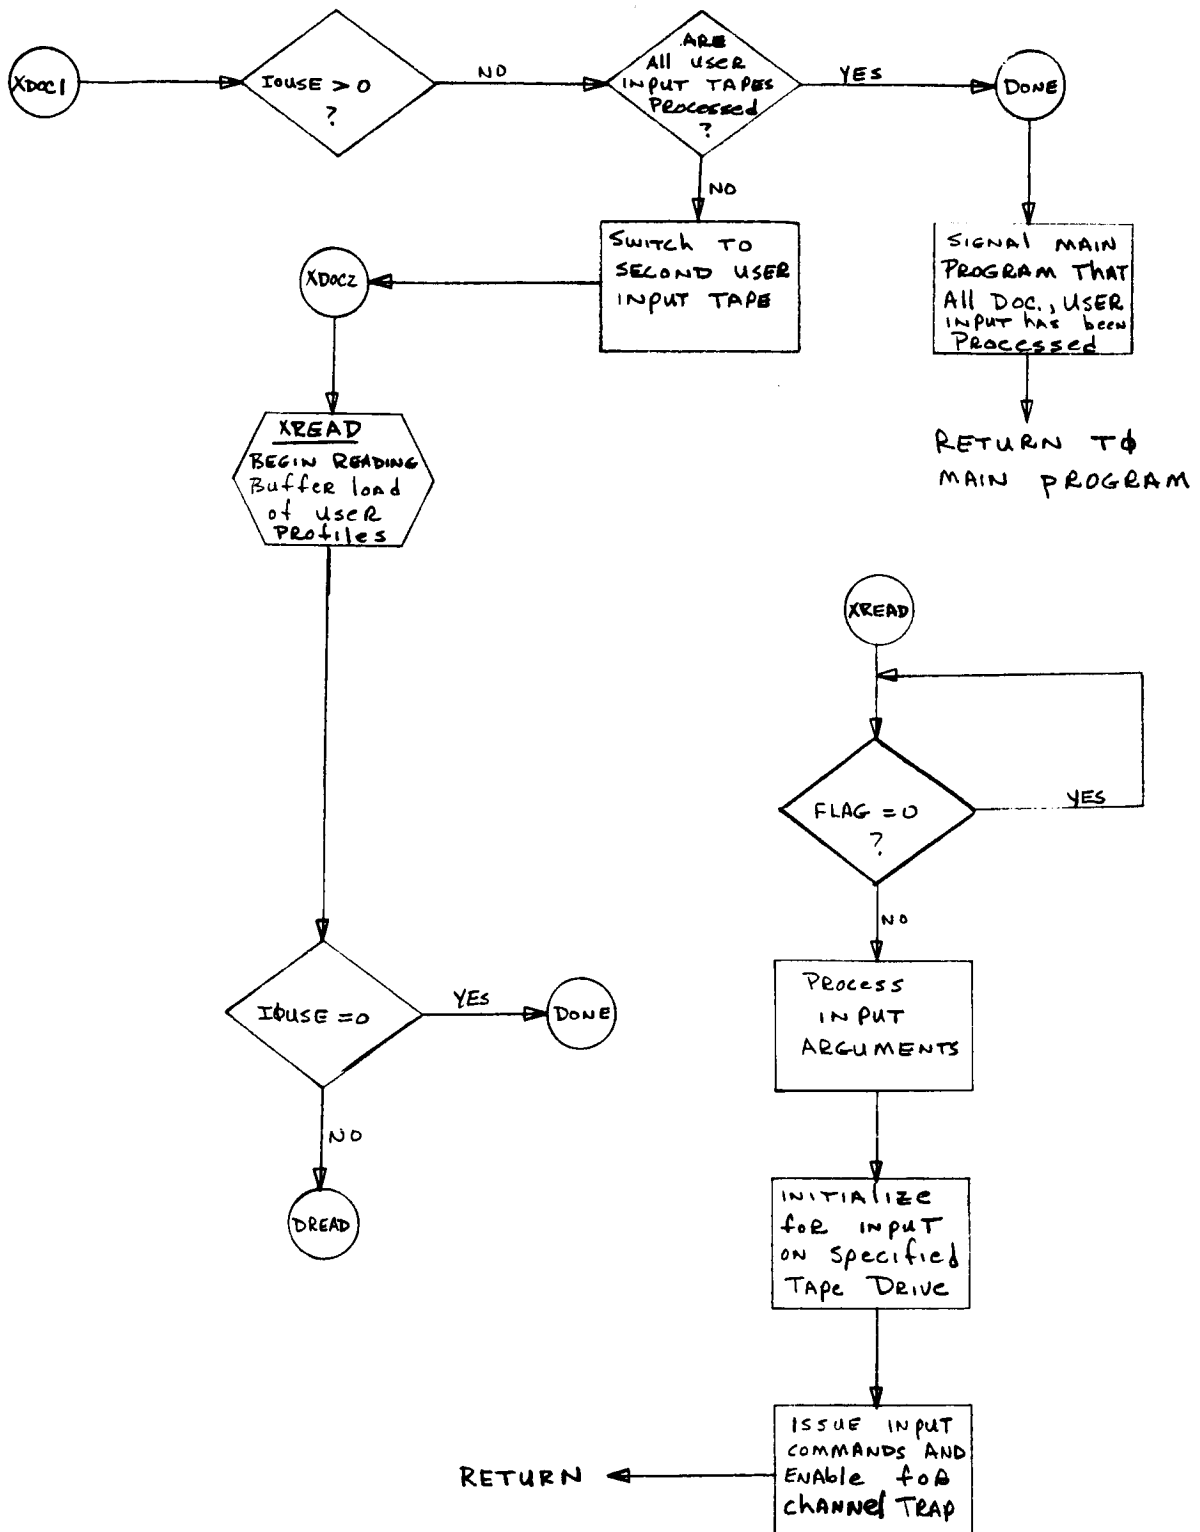 XDOC1
IOUSE > 0
?
NO
ARE
All USER
INPUT TAPES
PROCESSED
?
YES
DONE
NO
SWITCH TO
SECOND USER
INPUT TAPE
XDOC2
SIGNAL MAIN
PROGRAM THAT
All DOC., USER
INPUT HAS been
PROCESSED
RETURN Tϕ
MAIN PROGRAM
XREAD
BEGIN READING
Buffer load
of USER
PROfiles
XREAD
FLAG = 0
?
YES
NO
PROCESS
INPUT
ARGUMENTS
IϕUSE = 0
YES
DONE
NO
DREAD
INITIAlIZE
foR INPUT
ON Specified
TAPE DRIVE
ISSUE INPUT
COMMANDS AND
ENAble foR
channel TRAP
RETURN